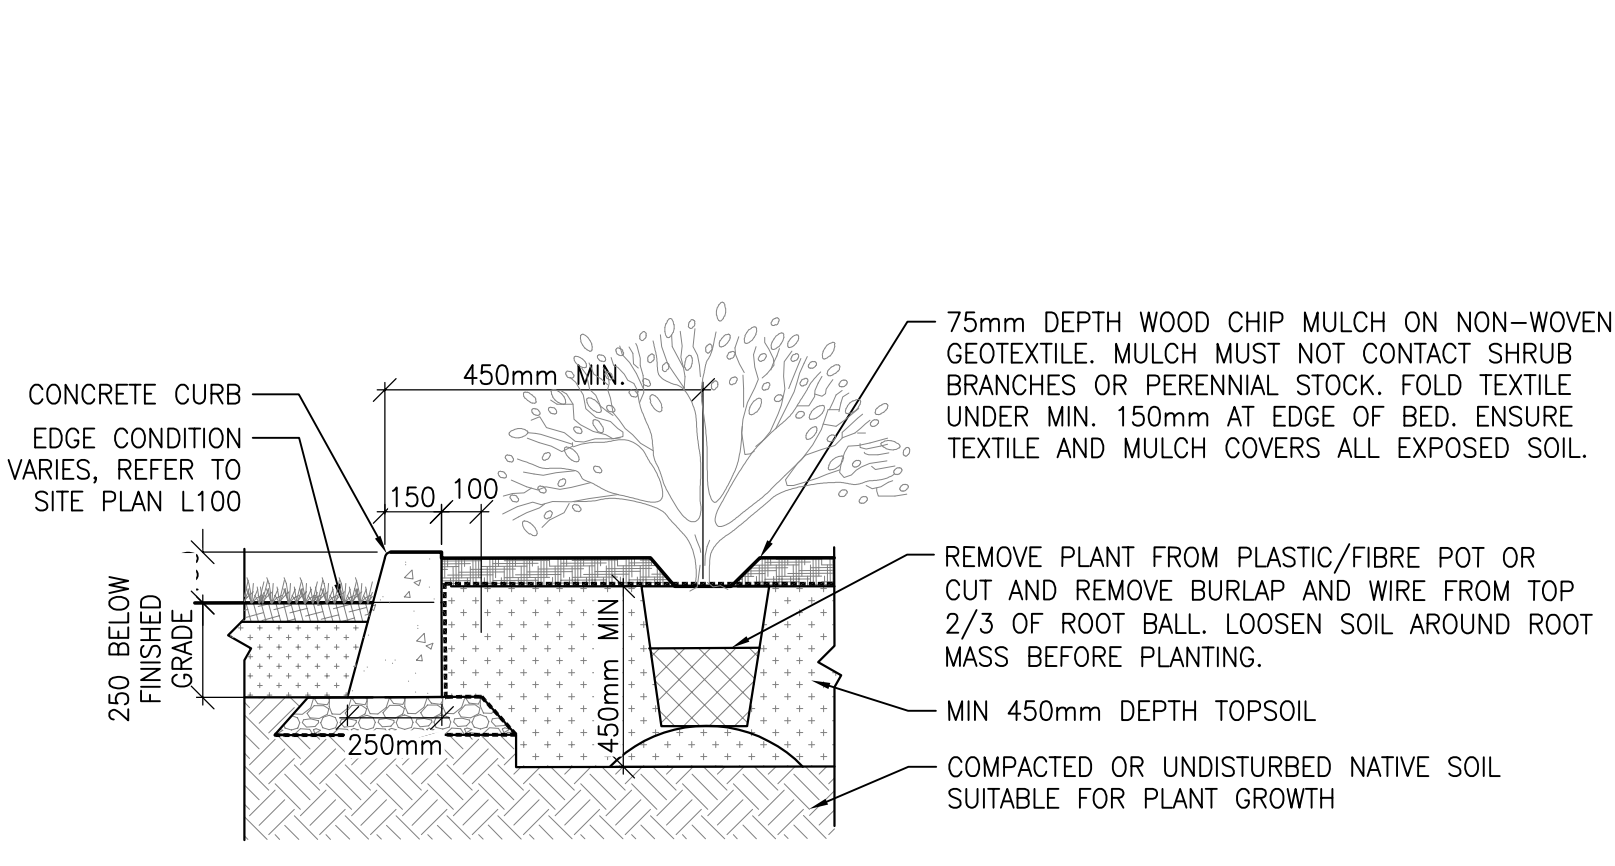 75mm DEPTH WOOD CHIP MULCH ON NON-WOVEN
GEOTEXTILE. MULCH MUST NOT CONTACT SHRUB
BRANCHES OR PERENNIAL STOCK. FOLD TEXTILE
UNDER MIN. 150mm AT EDGE OF BED. ENSURE
TEXTILE AND MULCH COVERS ALL EXPOSED SOIL.
450mm MIN.
CONCRETE CURB
EDGE CONDITION
VARIES, REFER TO
SITE PLAN L100
150
100
REMOVE PLANT FROM PLASTIC/FIBRE POT OR
CUT AND REMOVE BURLAP AND WIRE FROM TOP
2/3 OF ROOT BALL. LOOSEN SOIL AROUND ROOT
MASS BEFORE PLANTING.
250 BELOW
FINISHED
GRADE
450mm MIN
MIN 450mm DEPTH TOPSOIL
250mm
COMPACTED OR UNDISTURBED NATIVE SOIL
SUITABLE FOR PLANT GROWTH